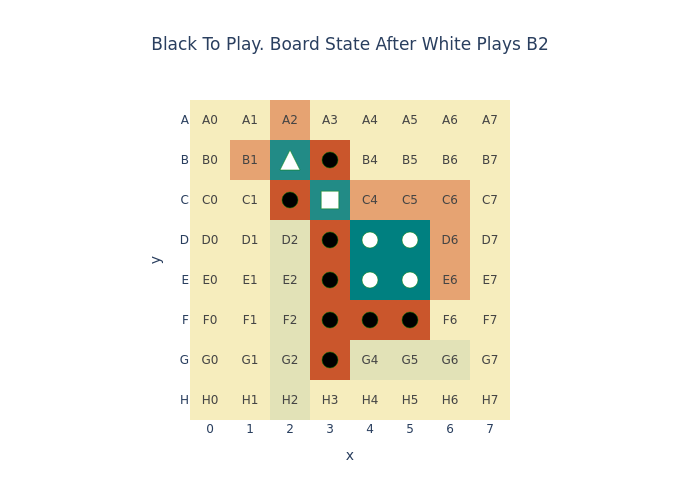 Black To Play. Board State After White Plays B2
A A0 A1 A2 A3 A4 A5 A6 A7
B B0 B1 B4 B5 B6 B7
C C0 C1 C4 C5 C6 C7
D D0 D1 D2 D6 D7
y
E E0 E1 E2 E6 E7
F F0 F1 F2 F6 F7
G G0 G1 G2 G4 G5 G6 G7
H H0 H1 H2 H3 H4 H5 H6 H7
0 1 2 3 4 5 6 7
x